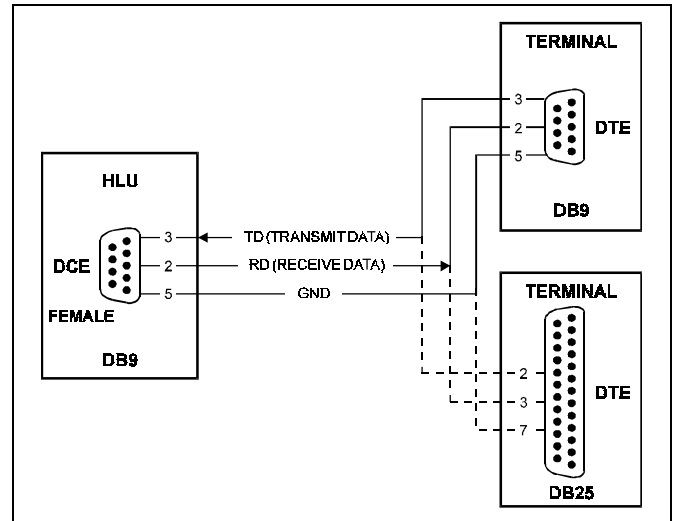 TERMINAL
3
2
5
DTE
DB9
HLU
DCE
FEMALE
3
2
5
DB9
TD (TRANSMIT DATA)
RD (RECEIVE DATA)
GND
TERMINAL
2
3
7
DTE
DB25